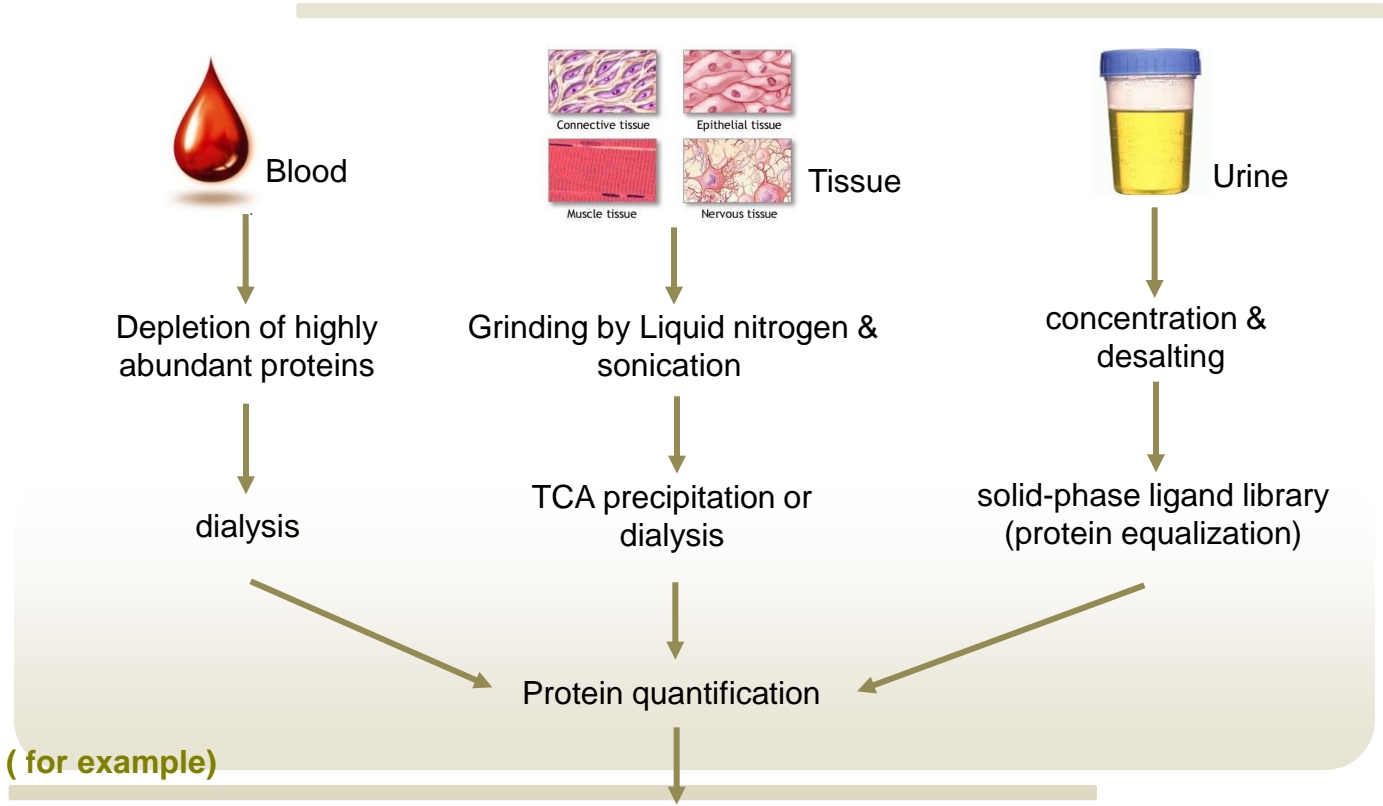 Connective tissue
Epithelial tissue
Muscle tissue
Nervous tissue
Blood
Tissue
Urine
Depletion of highly
abundant proteins
Grinding by Liquid nitrogen &
sonication
concentration &
desalting
dialysis
TCA precipitation or
dialysis
solid-phase ligand library
(protein equalization)
Protein quantification
( for example)